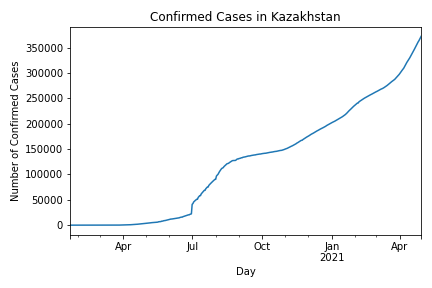 Confirmed Cases in Kazakhstan
Number of Confirmed Cases
350000
300000
250000
200000
150000
100000
50000
0
Apr Jul Oct Jan Apr
2021
Day